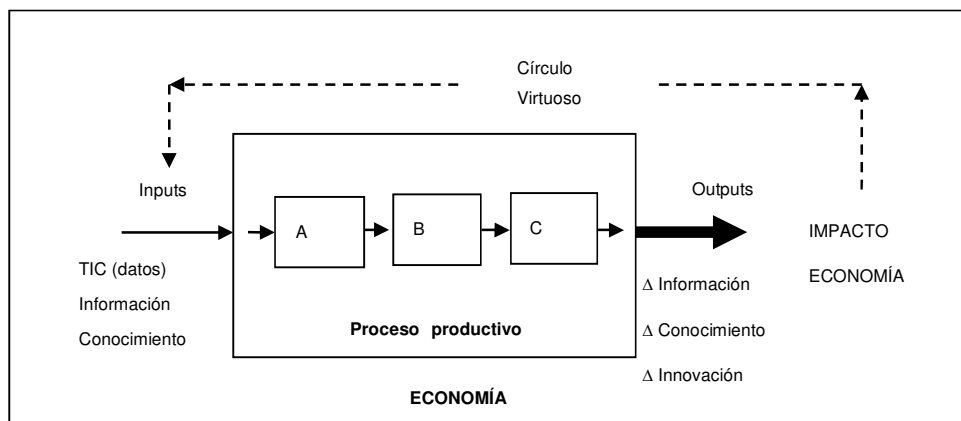 Círculo
Virtuoso
Inputs
Outputs
A
B
C
IMPACTO
ECONOMÍA
TIC (datos)
Información
Conocimiento
Δ Información
Δ Conocimiento
Δ Innovación
Proceso productivo
ECONOMÍA